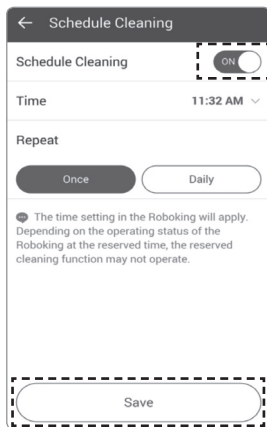 ← Schedule Cleaning
Schedule Cleaning ON
Time 11:32 AM
Repeat
Once Daily
The time setting in the Roboking will apply.
Depending on the operating status of the
Roboking at the reserved time, the reserved
cleaning function may not operate.
Save